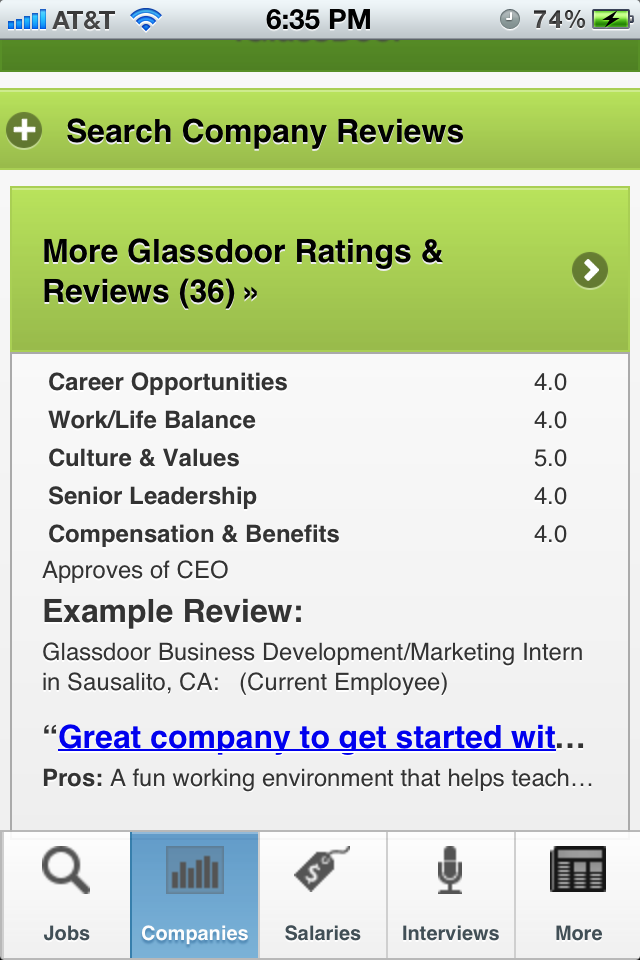 AT&T 6:35 PM 74%
Search Company Reviews
More Glassdoor Ratings &
Reviews (36) »
Career Opportunities 4.0
Work/Life Balance 4.0
Culture & Values 5.0
Senior Leadership 4.0
Compensation & Benefits 4.0
Approves of CEO
Example Review:
Glassdoor Business Development/Marketing Intern
in Sausalito, CA: (Current Employee)
“Great company to get started wit…
Pros: A fun working environment that helps teach…
Jobs Companies Salaries Interviews More